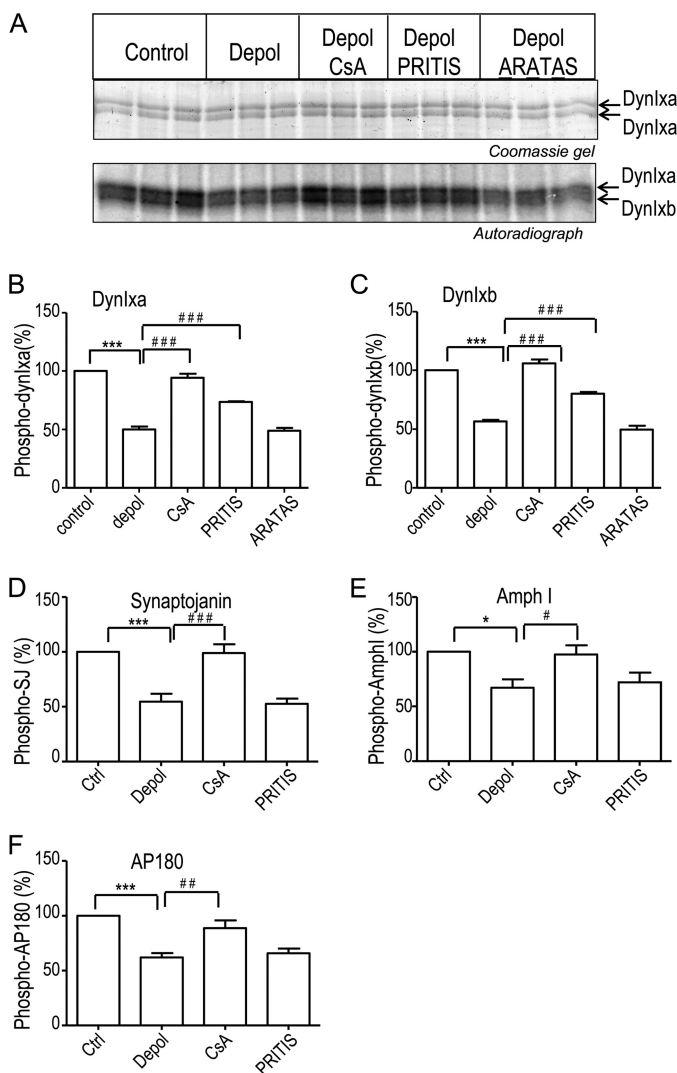 A
Control
Depol
Depol
CsA
Depol
PRITIS
Depol
ARATAS
DynIxa
DynIxa
Coomassie gel
DynIxa
DynIxb
Autoradiograph
B
DynIxa
Phospho-dynIxa(%)
150
100
50
0
***
###
###
control
depol
CsA
PRITIS
ARATAS
C
DynIxb
Phospho-dynIxb(%)
150
100
50
0
***
###
###
control
depol
CsA
PRITIS
ARATAS
D
Synaptojanin
Phospho-SJ (%)
150
100
50
0
***
###
Ctrl
Depol
CsA
PRITIS
E
Amph I
Phospho-AmphI (%)
150
100
50
0
*
#
Ctrl
Depol
CsA
PRITIS
F
AP180
Phospho-AP180 (%)
150
100
50
0
***
##
Ctrl
Depol
CsA
PRITIS